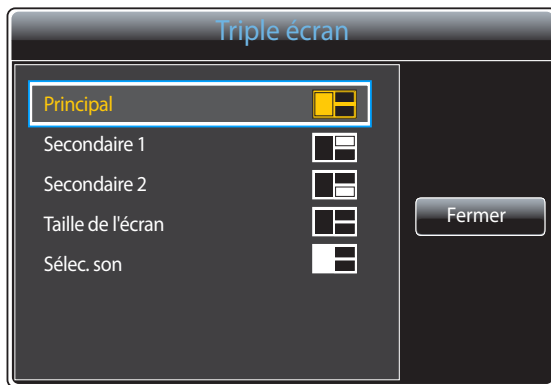 Triple écran
Principal
Secondaire 1
Secondaire 2
Taille de l'écran
Sélec. son
Fermer